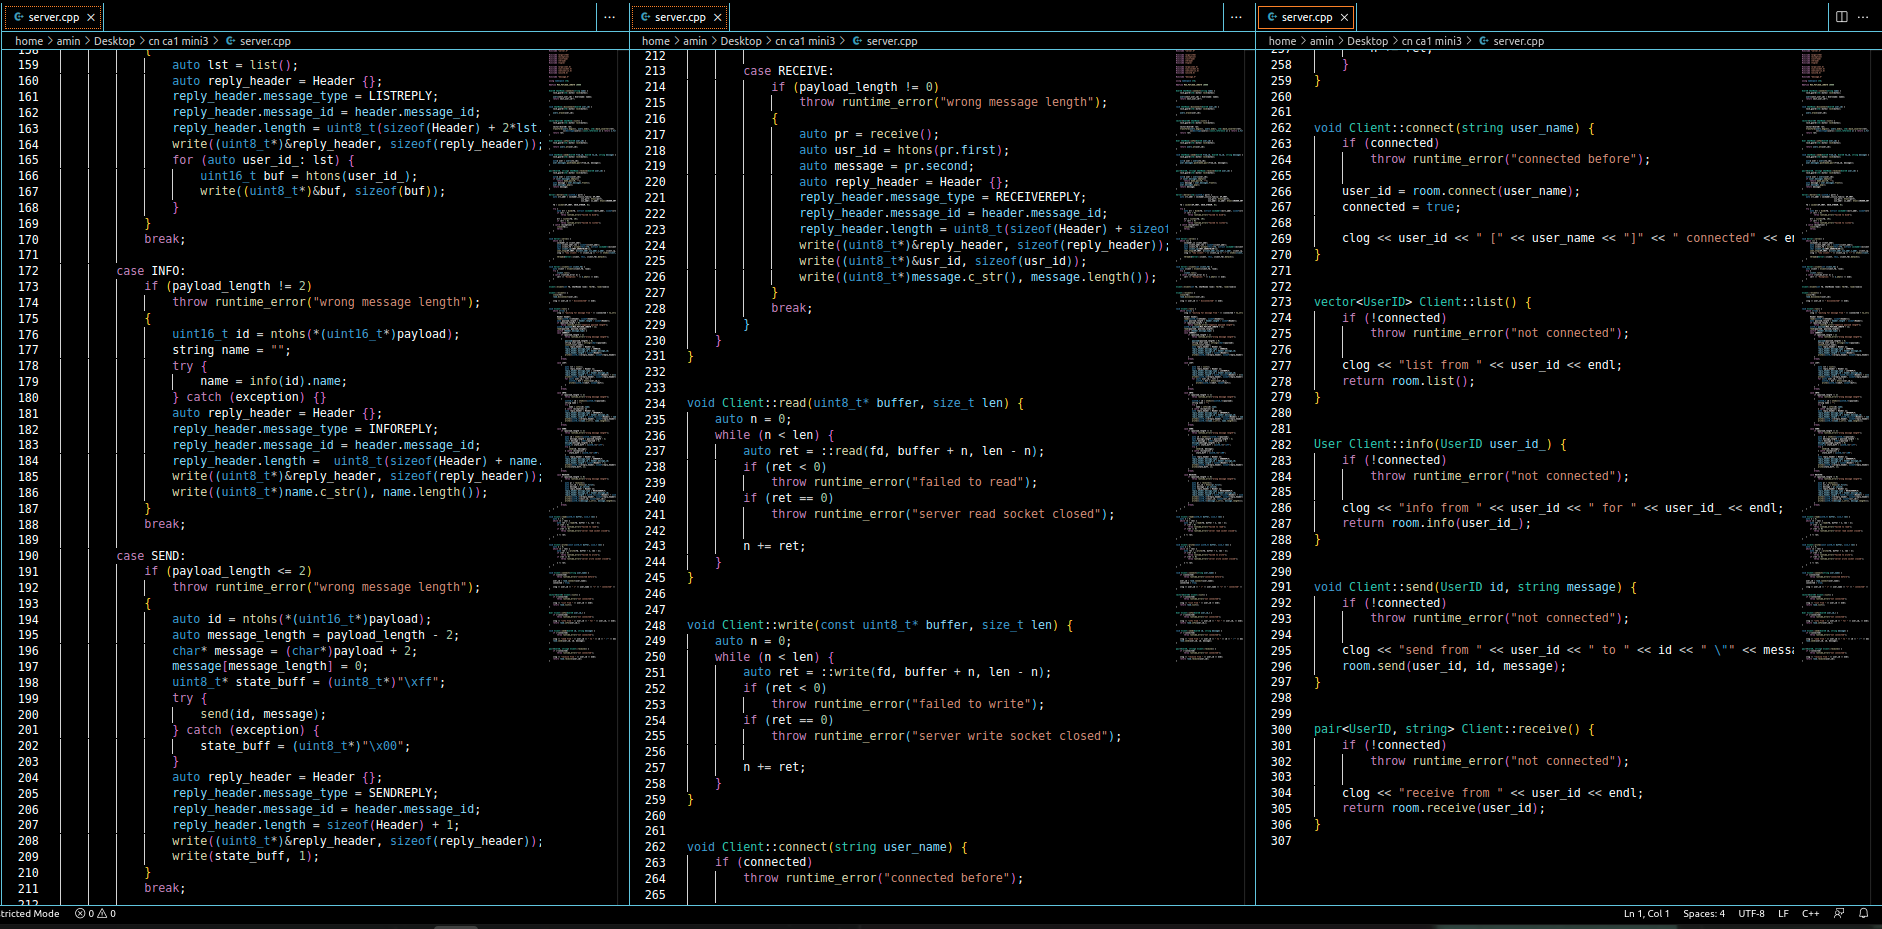 server.cpp ×
home > amin > Desktop > cn ca1 mini3 > server.cpp
158 {
159 auto lst = list();
160 auto reply_header = Header {};
161 reply_header.message_type = LISTREPLY;
162 reply_header.message_id = header.message_id;
163 reply_header.length = uint8_t(sizeof(Header) + 2*lst.
164 write((uint8_t*)&reply_header, sizeof(reply_header));
165 for (auto user_id_: lst) {
166 uint16_t buf = htons(user_id_);
167 write((uint8_t*)&buf, sizeof(buf));
168 }
169 }
170 break;
171
172 case INFO:
173 if (payload_length != 2)
174 throw runtime_error("wrong message length");
175 {
176 uint16_t id = ntohs(*(uint16_t*)payload);
177 string name = "";
178 try {
179 name = info(id).name;
180 } catch (exception) {}
181 auto reply_header = Header {};
182 reply_header.message_type = INFOREPLY;
183 reply_header.message_id = header.message_id;
184 reply_header.length =  uint8_t(sizeof(Header) + name.
185 write((uint8_t*)&reply_header, sizeof(reply_header));
186 write((uint8_t*)name.c_str(), name.length());
187 }
188 break;
189
190 case SEND:
191 if (payload_length <= 2)
192 throw runtime_error("wrong message length");
193 {
194 auto id = ntohs(*(uint16_t*)payload);
195 auto message_length = payload_length - 2;
196 char* message = (char*)payload + 2;
197 message[message_length] = 0;
198 uint8_t* state_buff = (uint8_t*)"\xff";
199 try {
200 send(id, message);
201 } catch (exception) {
202 state_buff = (uint8_t*)"\x00";
203 }
204 auto reply_header = Header {};
205 reply_header.message_type = SENDREPLY;
206 reply_header.message_id = header.message_id;
207 reply_header.length = sizeof(Header) + 1;
208 write((uint8_t*)&reply_header, sizeof(reply_header));
209 write(state_buff, 1);
210 }
211 break;
212
server.cpp ×
home > amin > Desktop > cn ca1 mini3 > server.cpp
212
213 case RECEIVE:
214 if (payload_length != 0)
215 throw runtime_error("wrong message length");
216 {
217 auto pr = receive();
218 auto usr_id = htons(pr.first);
219 auto message = pr.second;
220 auto reply_header = Header {};
221 reply_header.message_type = RECEIVEREPLY;
222 reply_header.message_id = header.message_id;
223 reply_header.length = uint8_t(sizeof(Header) + sizeof
224 write((uint8_t*)&reply_header, sizeof(reply_header));
225 write((uint8_t*)&usr_id, sizeof(usr_id));
226 write((uint8_t*)message.c_str(), message.length());
227 }
228 break;
229 }
230 }
231 }
232
233
234 void Client::read(uint8_t* buffer, size_t len) {
235 auto n = 0;
236 while (n < len) {
237 auto ret = ::read(fd, buffer + n, len - n);
238 if (ret < 0)
239 throw runtime_error("failed to read");
240 if (ret == 0)
241 throw runtime_error("server read socket closed");
242
243 n += ret;
244 }
245 }
246
247
248 void Client::write(const uint8_t* buffer, size_t len) {
249 auto n = 0;
250 while (n < len) {
251 auto ret = ::write(fd, buffer + n, len - n);
252 if (ret < 0)
253 throw runtime_error("failed to write");
254 if (ret == 0)
255 throw runtime_error("server write socket closed");
256
257 n += ret;
258 }
259 }
260
261
262 void Client::connect(string user_name) {
263 if (connected)
264 throw runtime_error("connected before");
265
server.cpp ×
home > amin > Desktop > cn ca1 mini3 > server.cpp
257 n += ret;
258 }
259 }
260
261
262 void Client::connect(string user_name) {
263 if (connected)
264 throw runtime_error("connected before");
265
266 user_id = room.connect(user_name);
267 connected = true;
268
269 clog << user_id << " [" << user_name << "]" << " connected" << en
270 }
271
272
273 vector<UserID> Client::list() {
274 if (!connected)
275 throw runtime_error("not connected");
276
277 clog << "list from " << user_id << endl;
278 return room.list();
279 }
280
281
282 User Client::info(UserID user_id_) {
283 if (!connected)
284 throw runtime_error("not connected");
285
286 clog << "info from " << user_id << " for " << user_id_ << endl;
287 return room.info(user_id_);
288 }
289
290
291 void Client::send(UserID id, string message) {
292 if (!connected)
293 throw runtime_error("not connected");
294
295 clog << "send from " << user_id << " to " << id << " \"" << messa
296 room.send(user_id, id, message);
297 }
298
299
300 pair<UserID, string> Client::receive() {
301 if (!connected)
302 throw runtime_error("not connected");
303
304 clog << "receive from " << user_id << endl;
305 return room.receive(user_id);
306 }
307
tricted Mode 0 0 Ln 1, Col 1 Spaces: 4 UTF-8 LF C++